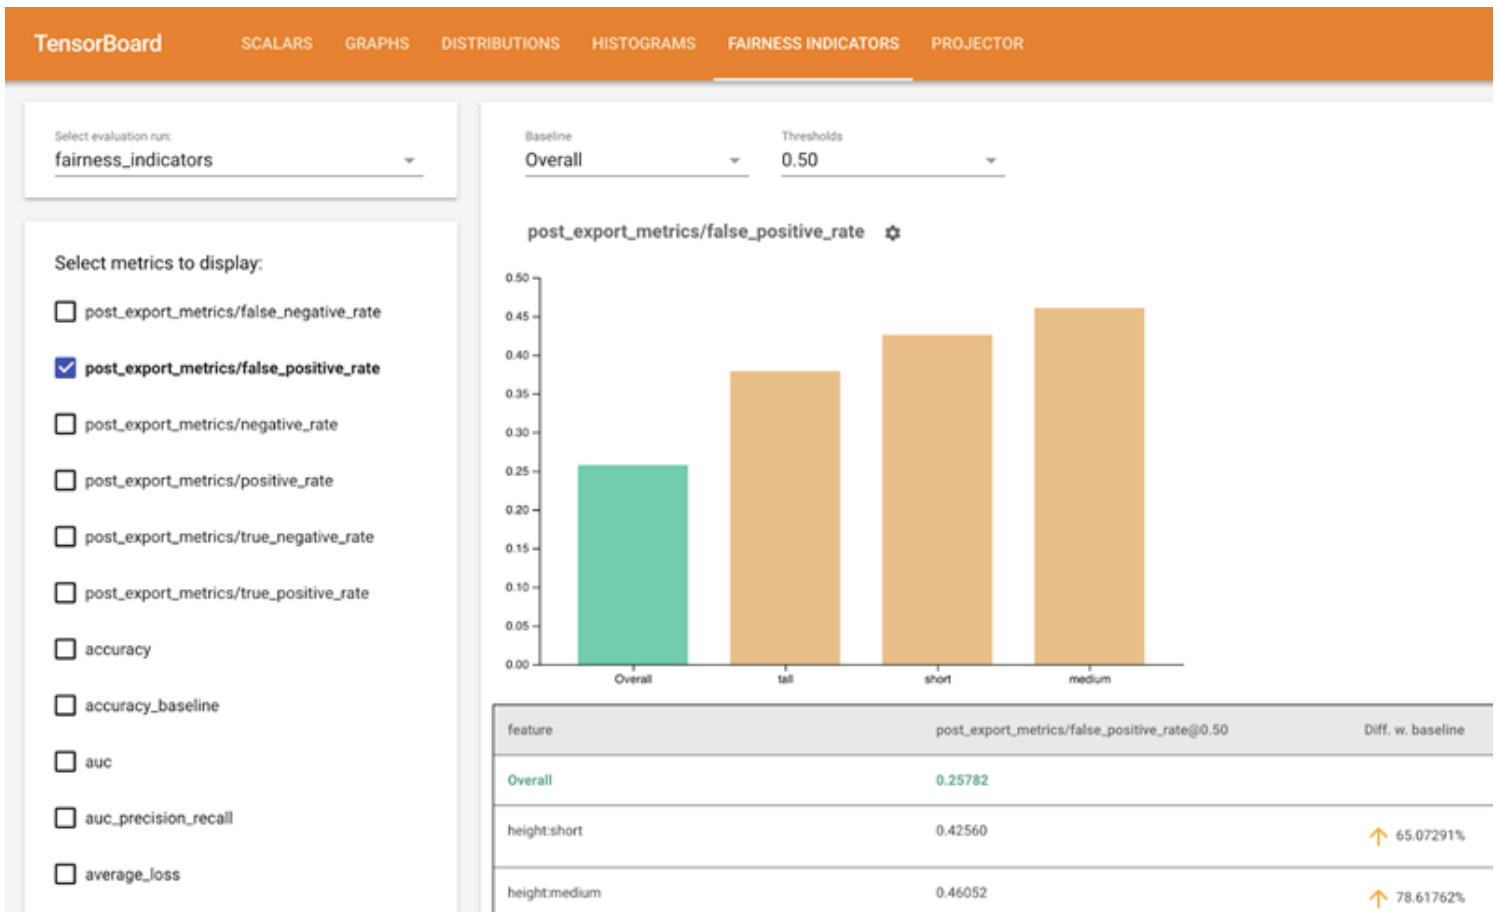 TensorBoard SCALARS GRAPHS DISTRIBUTIONS HISTOGRAMS FAIRNESS INDICATORS PROJECTOR
Select evaluation run:
fairness_indicators
Select metrics to display:
post_export_metrics/false_negative_rate
post_export_metrics/false_positive_rate
post_export_metrics/negative_rate
post_export_metrics/positive_rate
post_export_metrics/true_negative_rate
post_export_metrics/true_positive_rate
accuracy
accuracy_baseline
auc
auc_precision_recall
average_loss
Baseline Thresholds
Overall 0.50
post_export_metrics/false_positive_rate
0.50
0.45
0.40
0.35
0.30
0.25
0.20
0.15
0.10
0.05
0.00
Overall tall short medium
feature post_export_metrics/false_positive_rate@0.50 Diff. w. baseline
Overall 0.25782
height:short 0.42560 65.07291%
height:medium 0.46052 78.61762%